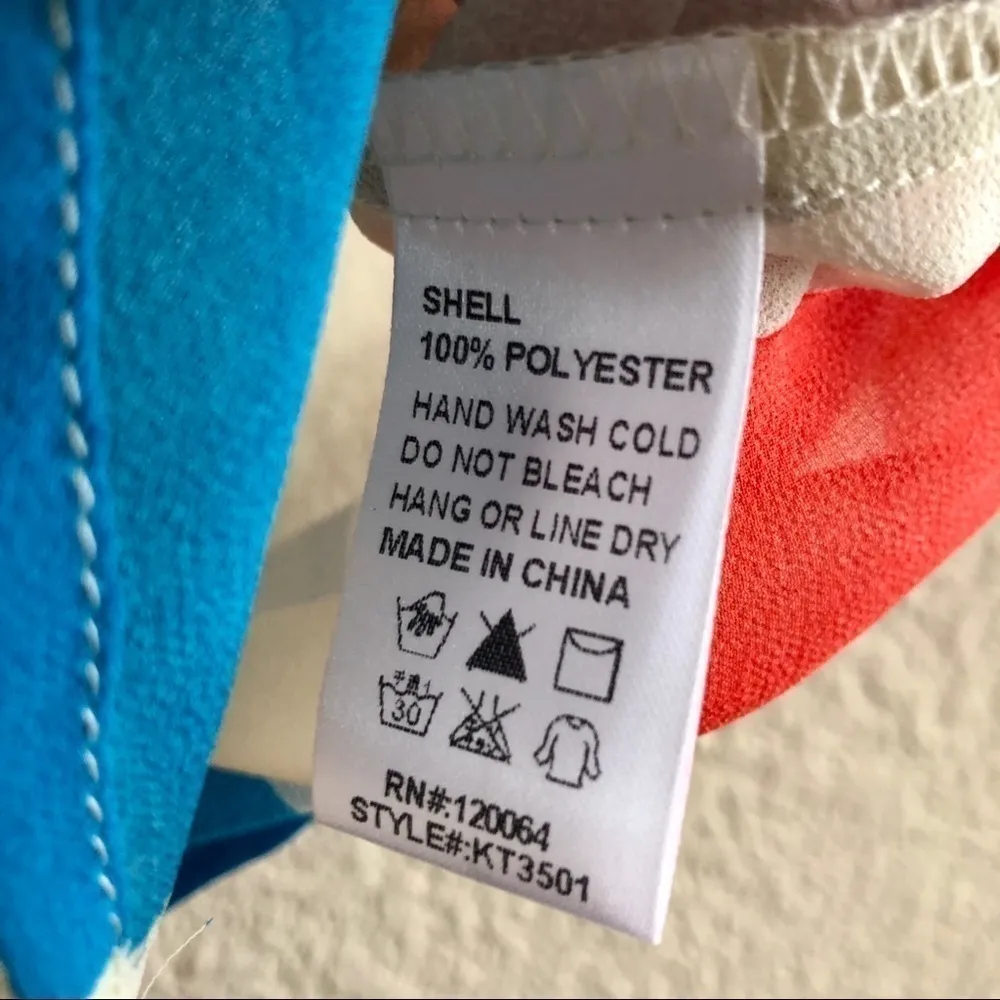 SHELL
100% POLYESTER
HAND WASH COLD
DO NOT BLEACH
HANG OR LINE DRY
MADE IN CHINA
30
RN#:120064
STYLE#:KT3501